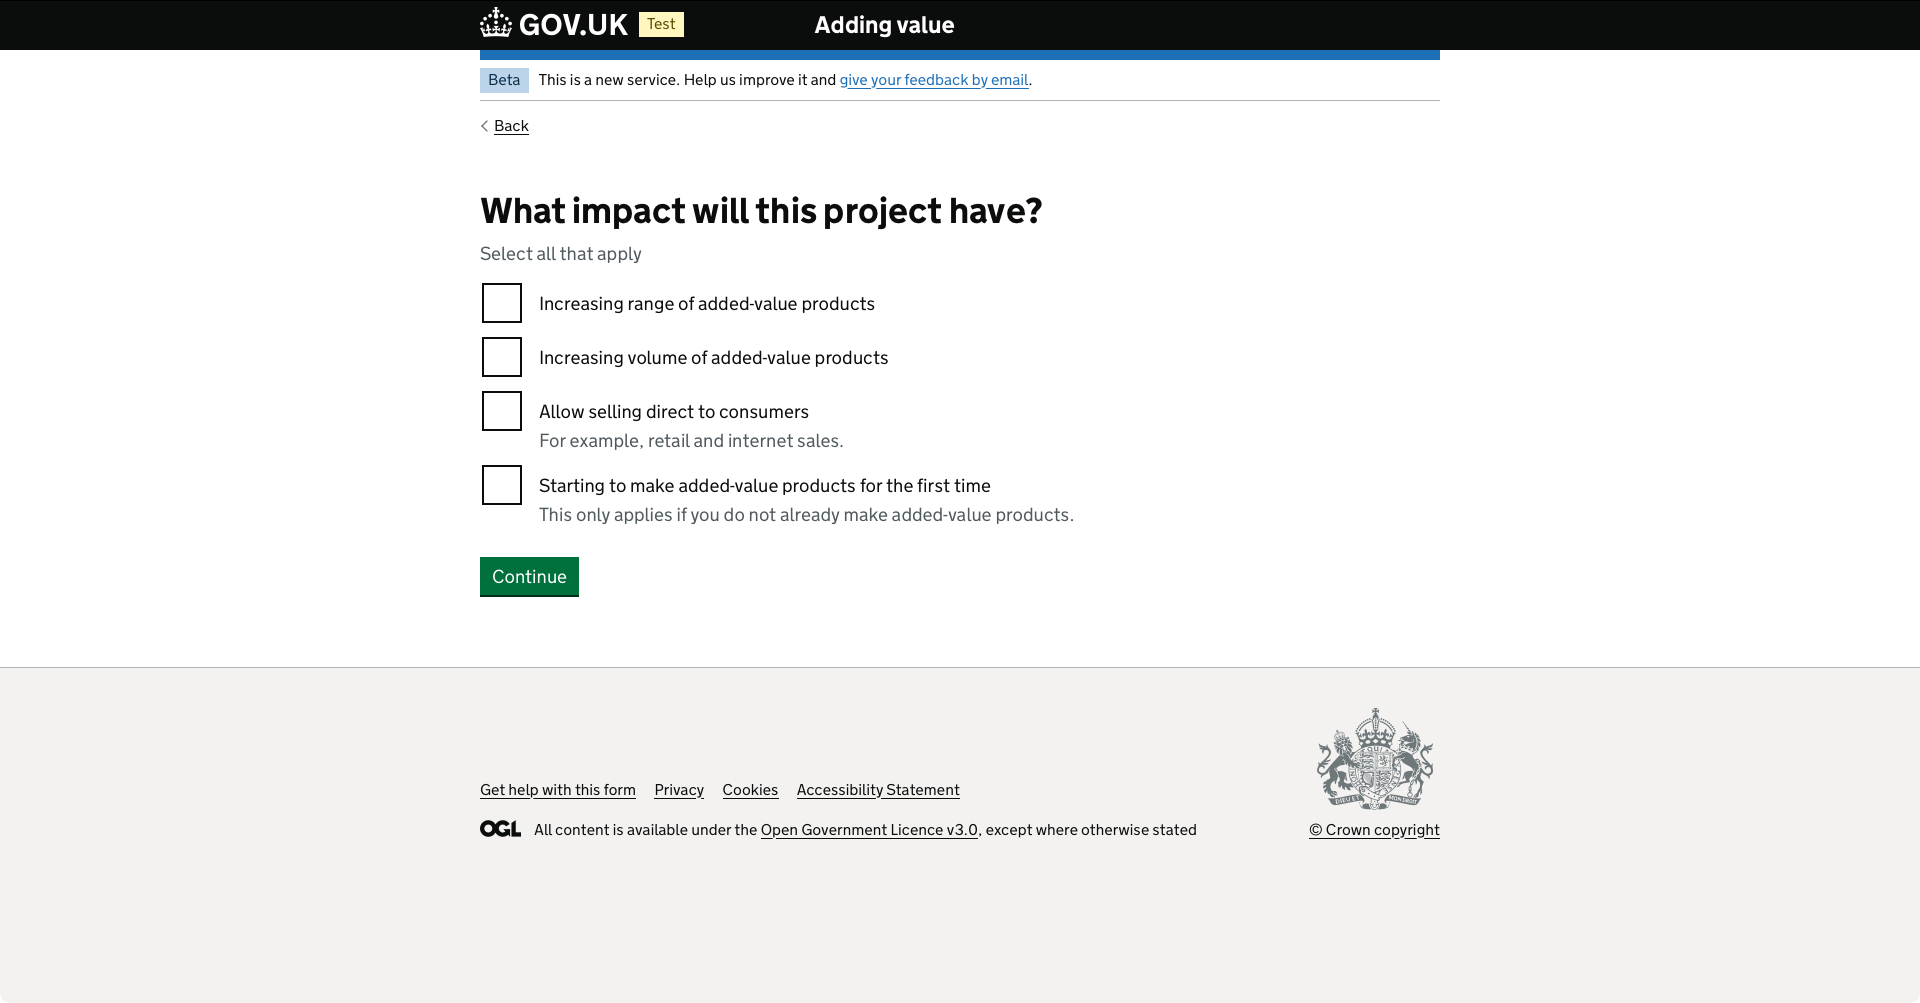 GOV.UK Test Adding value
Beta This is a new service. Help us improve it and give your feedback by email.
Back
What impact will this project have?
Select all that apply
Increasing range of added-value products
Increasing volume of added-value products
Allow selling direct to consumers
For example, retail and internet sales.
Starting to make added-value products for the first time
This only applies if you do not already make added-value products.
Continue
Get help with this form Privacy Cookies Accessibility Statement
OGL All content is available under the Open Government Licence v3.0, except where otherwise stated
© Crown copyright